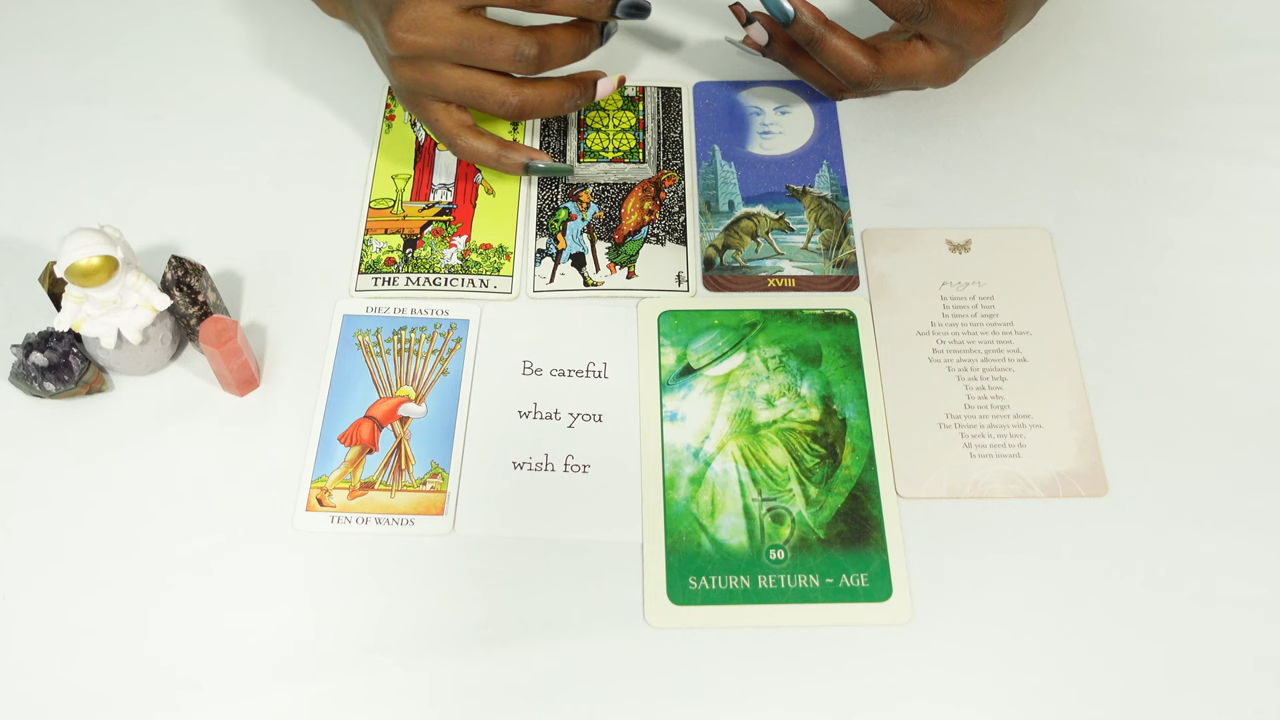 THE MAGICIAN.
XVIII
DIEZ DE BASTOS
TEN OF WANDS
Be careful
what you
wish for
50
SATURN RETURN ~ AGE
prayer
In times of need
In times of hurt
In times of anger
It is easy to turn outward
And focus on what we do not have,
Or what we want most.
But remember, gentle soul,
You are always allowed to ask.
To ask for guidance,
To ask for help.
To ask how.
To ask why.
Do not forget
That you are never alone.
The Divine is always with you.
To seek it, my love,
All you need to do
Is turn inward.